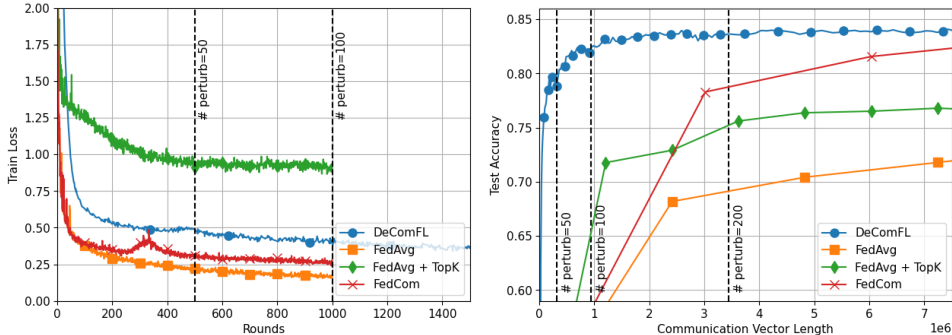 2.00
1.75
1.50
1.25
1.00
0.75
0.50
0.25
0.00
Train Loss
# perturb=50
# perturb=100
DeComFL
FedAvg
FedAvg + TopK
FedCom
0
200
400
600
800
1000
1200
1400
Rounds
0.85
0.80
0.75
0.70
0.65
0.60
Test Accuracy
# perturb=50
# perturb=100
# perturb=200
DeComFL
FedAvg
FedAvg + TopK
FedCom
0
1
2
3
4
5
6
7
1e6
Communication Vector Length